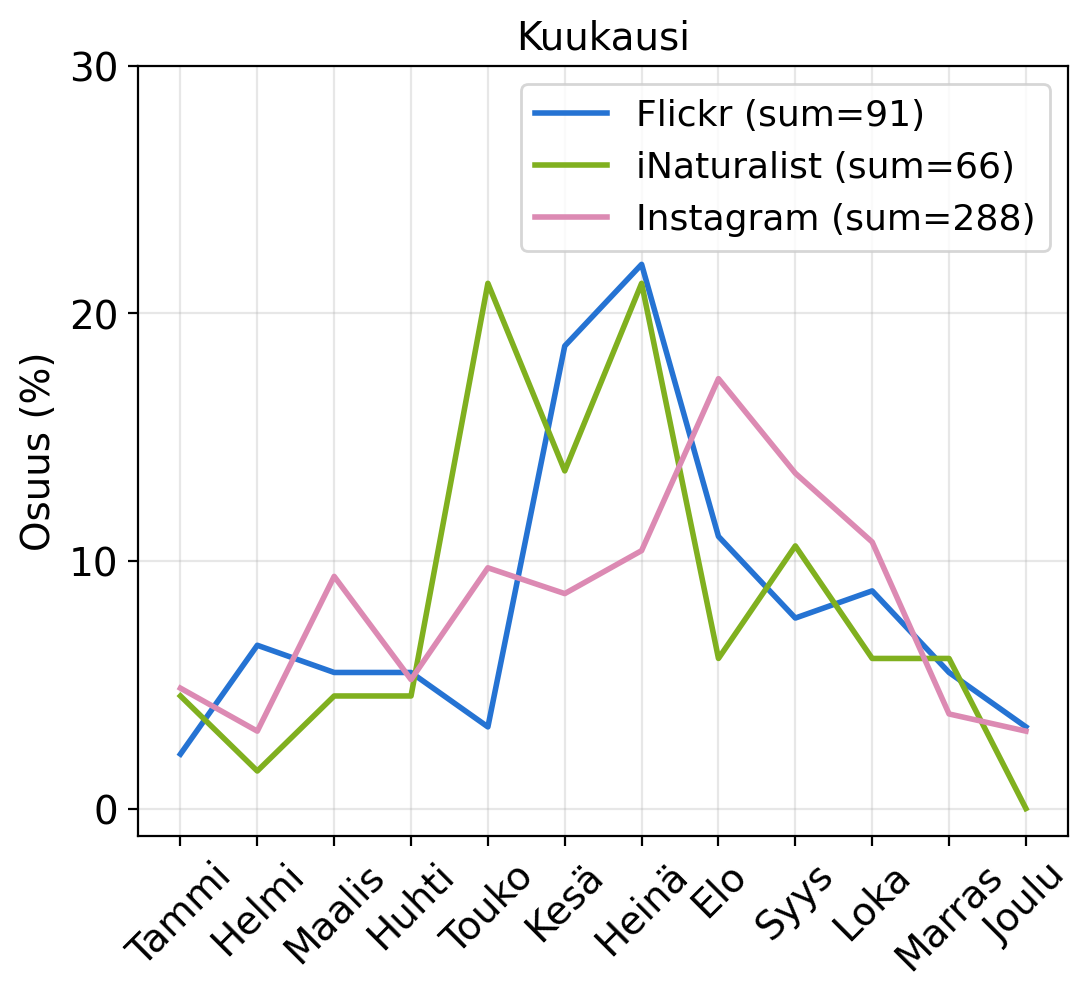 Kuukausi
30
20
10
0
Osuus (%)
Flickr (sum=91)
iNaturalist (sum=66)
Instagram (sum=288)
Tammi
Helmi
Maalis
Huhti
Touko
Kesä
Heinä
Elo
Syys
Loka
Marras
Joulu